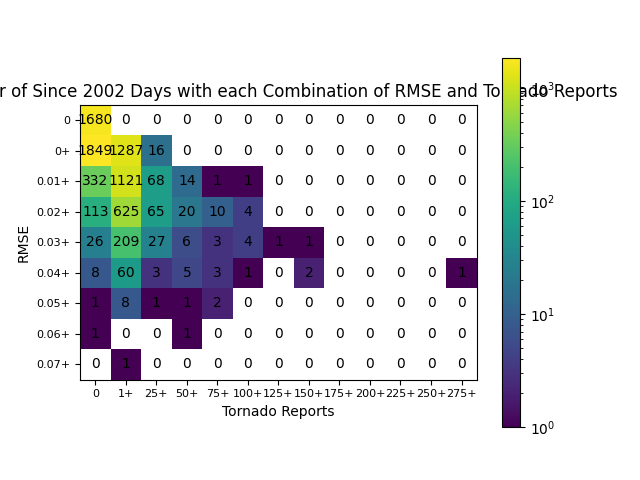 r of Since 2002 Days with each Combination of RMSE and Tornado Reports
RMSE
0 1680 0 0 0 0 0 0 0 0 0 0 0 0
0+ 1849 1287 16 0 0 0 0 0 0 0 0 0 0
0.01+ 332 1121 68 14 1 1 0 0 0 0 0 0 0
0.02+ 113 625 65 20 10 4 0 0 0 0 0 0 0
0.03+ 26 209 27 6 3 4 1 1 0 0 0 0 0
0.04+ 8 60 3 5 3 1 0 2 0 0 0 0 1
0.05+ 1 8 1 1 2 0 0 0 0 0 0 0 0
0.06+ 1 0 0 1 0 0 0 0 0 0 0 0 0
0.07+ 0 1 0 0 0 0 0 0 0 0 0 0 0
0 1+ 25+ 50+ 75+ 100+ 125+ 150+ 175+ 200+ 225+ 250+ 275+
Tornado Reports
10³
10²
10¹
10⁰